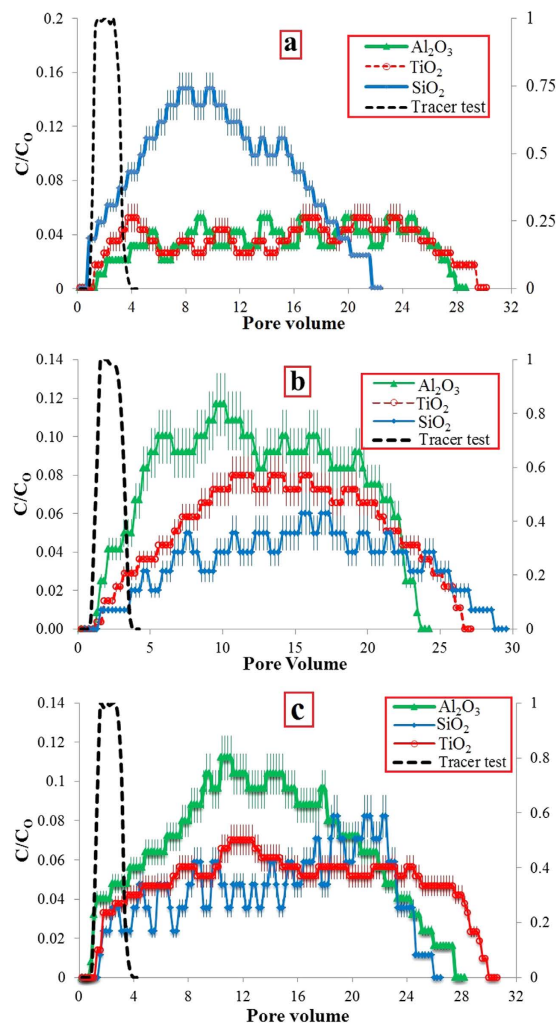 a
Al₂O₃
TiO₂
SiO₂
Tracer test
C/C_O
0.2
0.16
0.12
0.08
0.04
0
1
0.75
0.5
0.25
0
0 4 8 12 16 20 24 28 32
Pore volume
b
Al₂O₃
TiO₂
SiO₂
Tracer test
C/C_O
0.14
0.12
0.10
0.08
0.06
0.04
0.02
0.00
1
0.8
0.6
0.4
0.2
0
0 5 10 15 20 25 30
Pore Volume
c
Al₂O₃
SiO₂
TiO₂
Tracer test
C/C_O
0.14
0.12
0.1
0.08
0.06
0.04
0.02
0
1
0.8
0.6
0.4
0.2
0
0 4 8 12 16 20 24 28 32
Pore volume